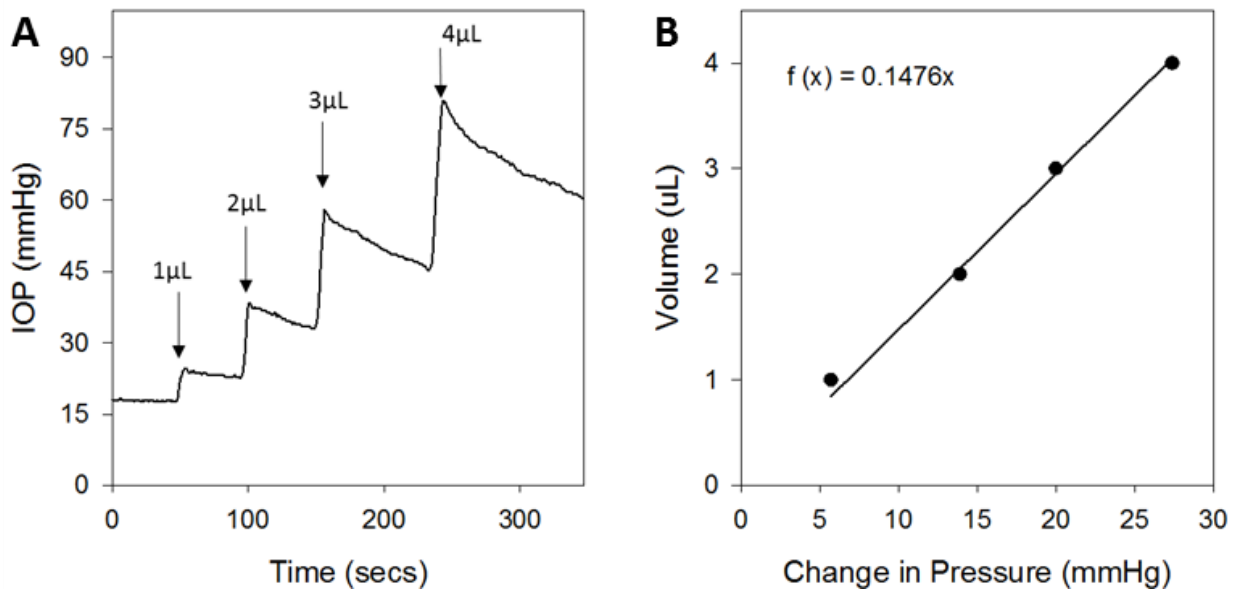 A
90
75
60
45
30
15
0
IOP (mmHg)
1µL
2µL
3µL
4µL
0
100
200
300
Time (secs)
B
f (x) = 0.1476x
4
3
2
1
0
Volume (uL)
0
5
10
15
20
25
30
Change in Pressure (mmHg)